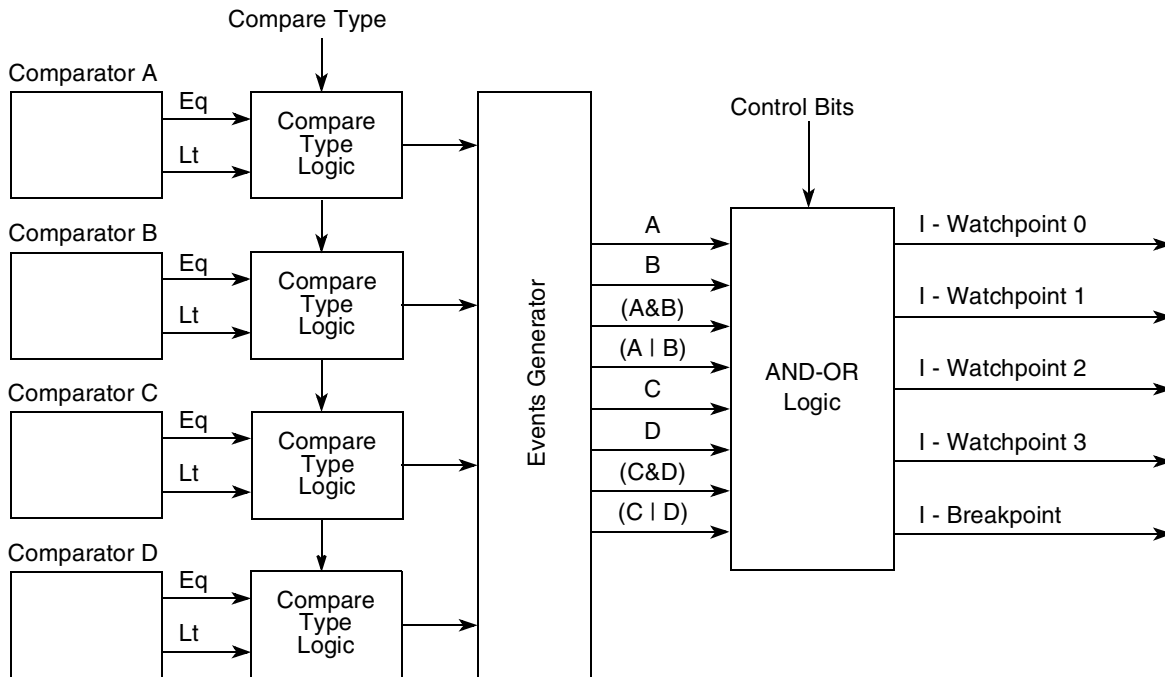 Compare Type
Comparator A
Eq
Lt
Compare
Type
Logic
Comparator B
Eq
Lt
Compare
Type
Logic
Comparator C
Eq
Lt
Compare
Type
Logic
Comparator D
Eq
Lt
Compare
Type
Logic
Events Generator
A
B
(A&B)
(A | B)
C
D
(C&D)
(C | D)
Control Bits
AND-OR
Logic
I - Watchpoint 0
I - Watchpoint 1
I - Watchpoint 2
I - Watchpoint 3
I - Breakpoint